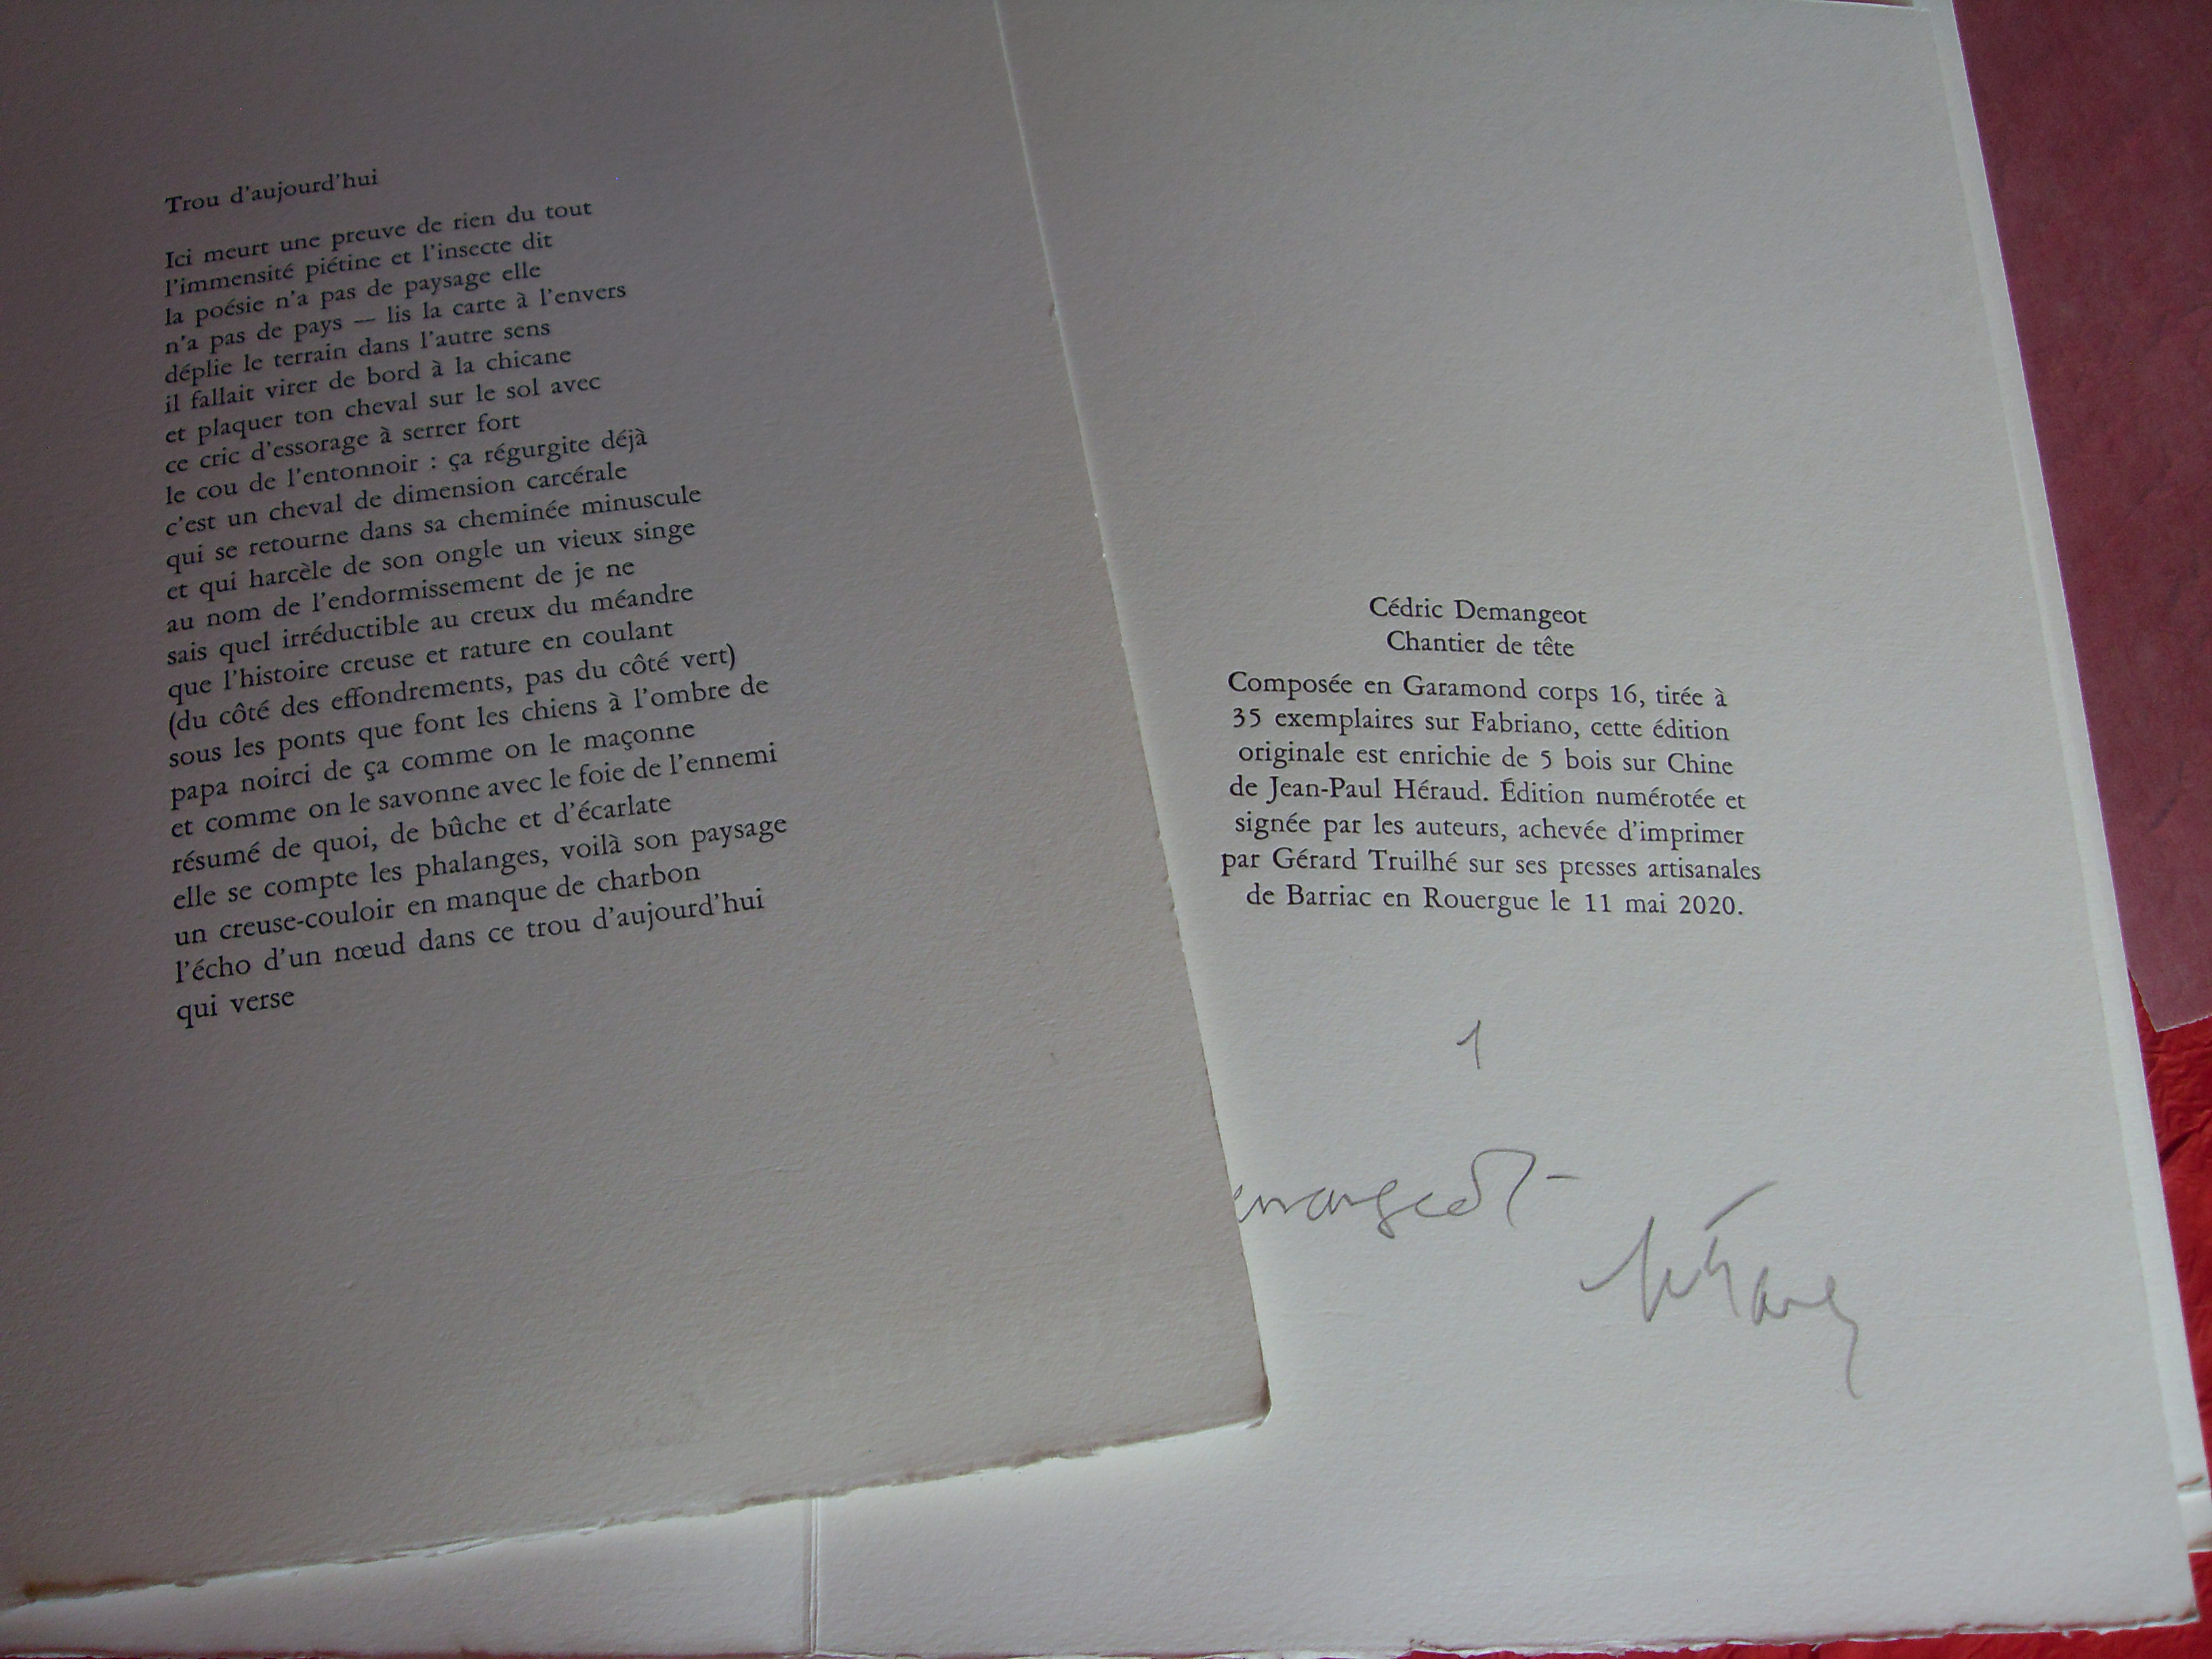 Trou d'aujourd'hui
Ici meurt une preuve de rien du tout
l'immensité piétine et l'insecte dit
la poésie n'a pas de paysage elle
n'a pas de pays — lis la carte à l'envers
déplie le terrain dans l'autre sens
il fallait virer de bord à la chicane
et plaquer ton cheval sur le sol avec
ce cric d'essorage à serrer fort
le cou de l'entonnoir : ça régurgite déjà
c'est un cheval de dimension carcérale
qui se retourne dans sa cheminée minuscule
et qui harcèle de son ongle un vieux singe
au nom de l'endormissement de je ne
sais quel irréductible au creux du méandre
que l'histoire creuse et rature en coulant
(du côté des effondrements, pas du côté vert)
sous les ponts que font les chiens à l'ombre de
papa noirci de ça comme on le maçonne
et comme on le savonne avec le foie de l'ennemi
résumé de quoi, de bûche et d'écarlate
elle se compte les phalanges, voilà son paysage
un creuse-couloir en manque de charbon
l'écho d'un nœud dans ce trou d'aujourd'hui
qui verse
Cédric Demangeot
Chantier de tête
Composée en Garamond corps 16, tirée à
35 exemplaires sur Fabriano, cette édition
originale est enrichie de 5 bois sur Chine
de Jean-Paul Héraud. Édition numérotée et
signée par les auteurs, achevée d'imprimer
par Gérard Truilhé sur ses presses artisanales
de Barriac en Rouergue le 11 mai 2020.
1
emangeot